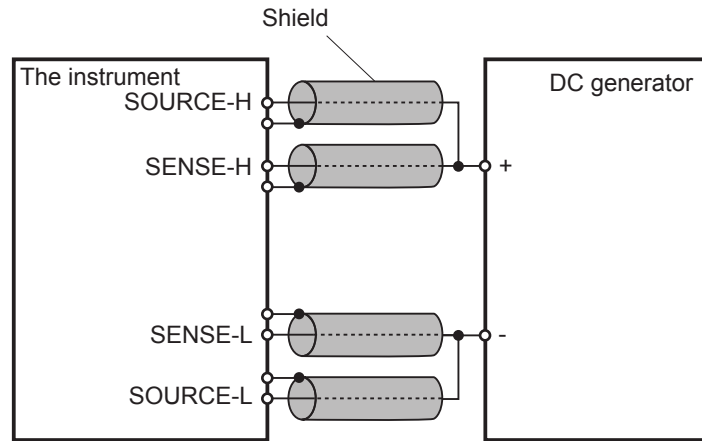 Shield
The instrument
DC generator
SOURCE-H
SENSE-H
+
SENSE-L
-
SOURCE-L